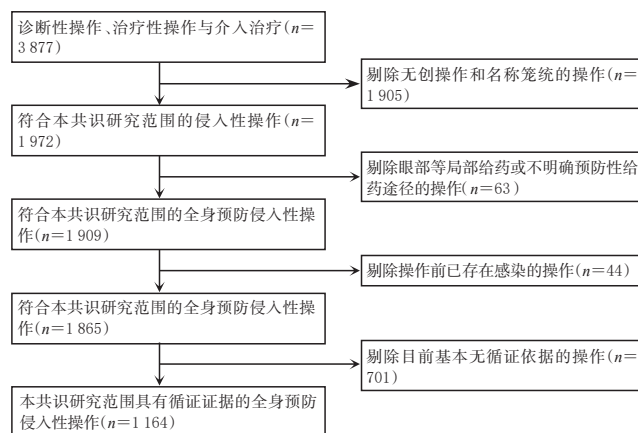 诊断性操作、治疗性操作与介入治疗(n=
3 877)
剔除无创操作和名称笼统的操作(n=
1 905)
符合本共识研究范围的侵入性操作(n=
1 972)
剔除眼部等局部给药或不明确预防性给
药途径的操作(n=63)
符合本共识研究范围的全身预防侵入性操
作(n=1 909)
剔除操作前已存在感染的操作(n=44)
符合本共识研究范围的全身预防侵入性操
作(n=1 865)
剔除目前基本无循证依据的操作(n=
701)
本共识研究范围具有循证证据的全身预防
侵入性操作(n=1 164)